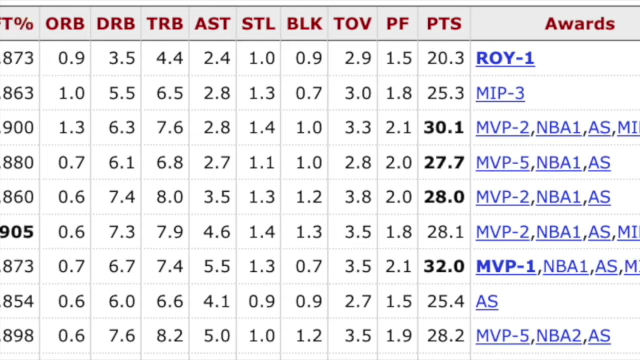 FT% ORB DRB TRB AST STL BLK TOV PF PTS Awards
.873 0.9 3.5 4.4 2.4 1.0 0.9 2.9 1.5 20.3 ROY-1
.863 1.0 5.5 6.5 2.8 1.3 0.7 3.0 1.8 25.3 MIP-3
.900 1.3 6.3 7.6 2.8 1.4 1.0 3.3 2.1 30.1 MVP-2,NBA1,AS,MI
.880 0.7 6.1 6.8 2.7 1.1 1.0 2.8 2.0 27.7 MVP-5,NBA1,AS
.860 0.6 7.4 8.0 3.5 1.3 1.2 3.8 2.0 28.0 MVP-2,NBA1,AS
905 0.6 7.3 7.9 4.6 1.4 1.3 3.5 1.8 28.1 MVP-2,NBA1,AS,MI
.873 0.7 6.7 7.4 5.5 1.3 0.7 3.5 2.1 32.0 MVP-1,NBA1,AS,MI
.854 0.6 6.0 6.6 4.1 0.9 0.9 2.7 1.5 25.4 AS
.898 0.6 7.6 8.2 5.0 1.0 1.2 3.5 1.9 28.2 MVP-5,NBA2,AS